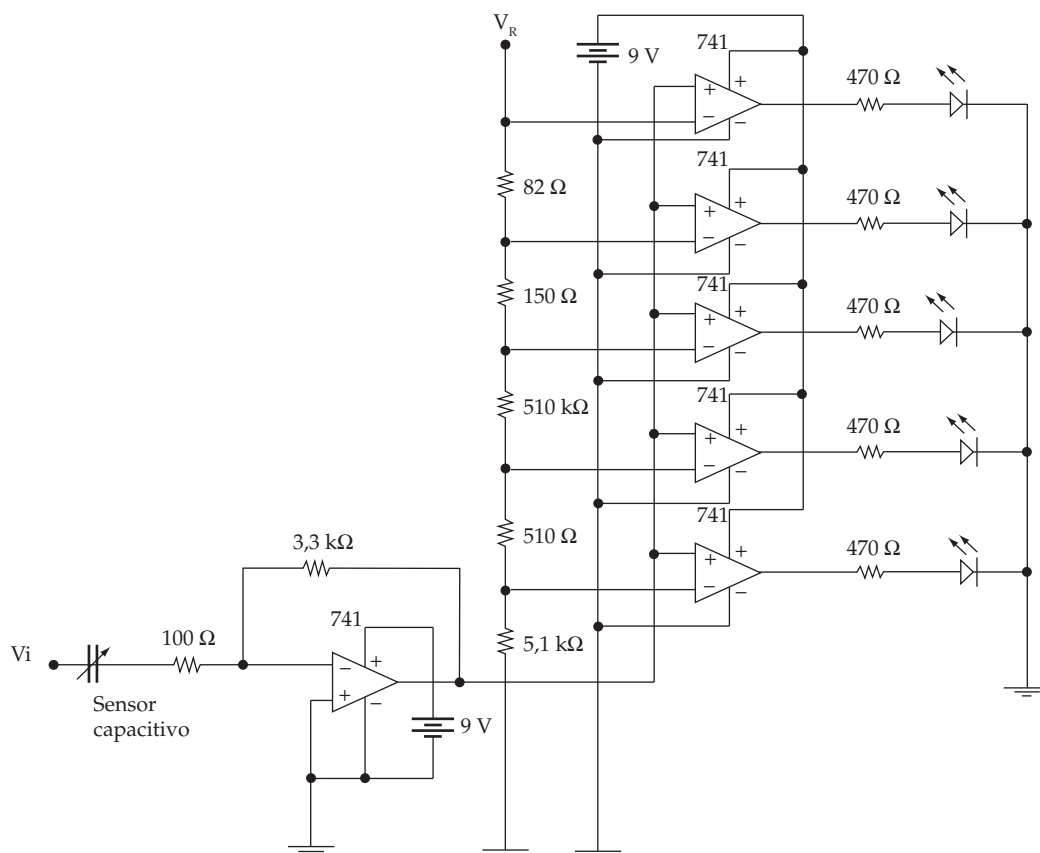 V_R
9 V
741
+
+
−
−
470 Ω
82 Ω
741
+
+
−
−
470 Ω
150 Ω
741
+
+
−
−
470 Ω
510 kΩ
741
+
+
−
−
470 Ω
510 Ω
741
+
+
−
−
470 Ω
5,1 kΩ
3,3 kΩ
Vi
100 Ω
741
−
+
+
−
9 V
Sensor
capacitivo